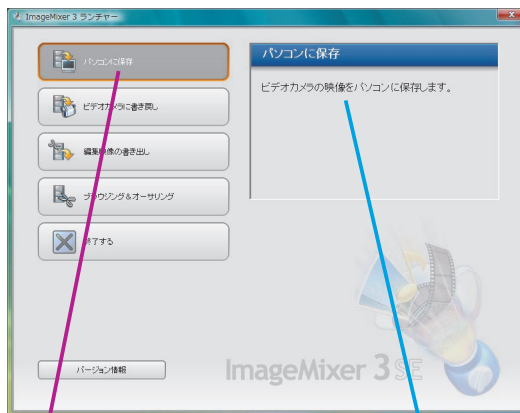 ImageMixer 3 ランチャー
パソコンに保存
ビデオカメラに書き戻し
編集映像の書き出し
ブラウジング&オーサリング
終了する
バージョン情報
パソコンに保存
ビデオカメラの映像をパソコンに保存します。
ImageMixer 3 SE